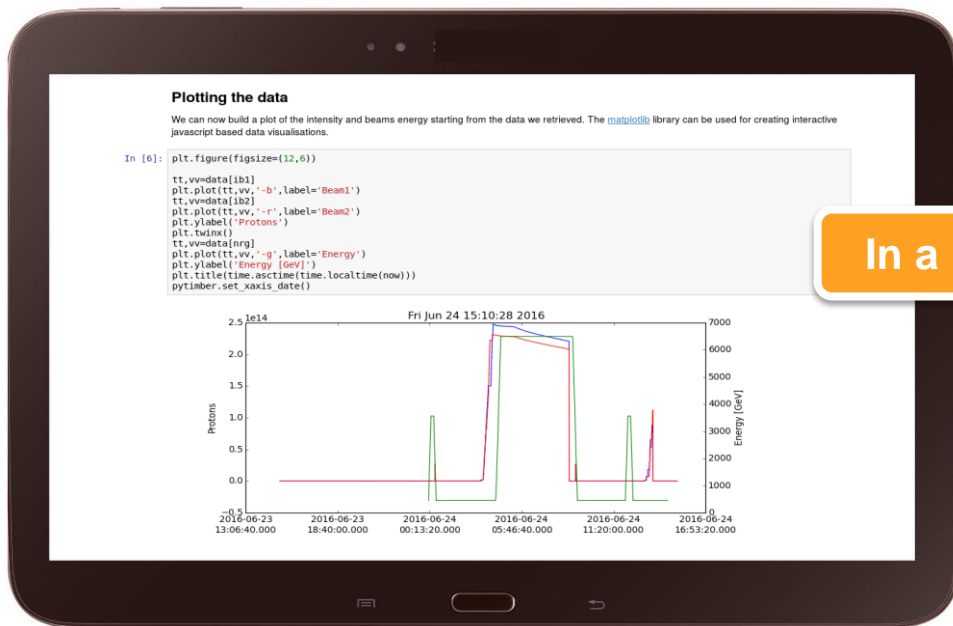 Plotting the data
We can now build a plot of the intensity and beams energy starting from the data we retrieved. The matplotlib library can be used for creating interactive
javascript based data visualisations.
In [6]: plt.figure(figsize=(12,6))
tt,vv=data[ib1]
plt.plot(tt,vv,'-b',label='Beam1')
tt,vv=data[ib2]
plt.plot(tt,vv,'-r',label='Beam2')
plt.ylabel('Protons')
plt.twinx()
tt,vv=data[nrg]
plt.plot(tt,vv,'-g',label='Energy')
plt.ylabel('Energy [GeV]')
plt.title(time.asctime(time.localtime(now)))
pytimber.set_xaxis_date()
In a
1e14
Fri Jun 24 15:10:28 2016
2.5
2.0
1.5
1.0
0.5
0.0
−0.5
Protons
7000
6000
5000
4000
3000
2000
1000
0
Energy [GeV]
2016-06-23 2016-06-23 2016-06-24 2016-06-24 2016-06-24 2016-06-24
13:06:40.000 18:40:00.000 00:13:20.000 05:46:40.000 11:20:00.000 16:53:20.000